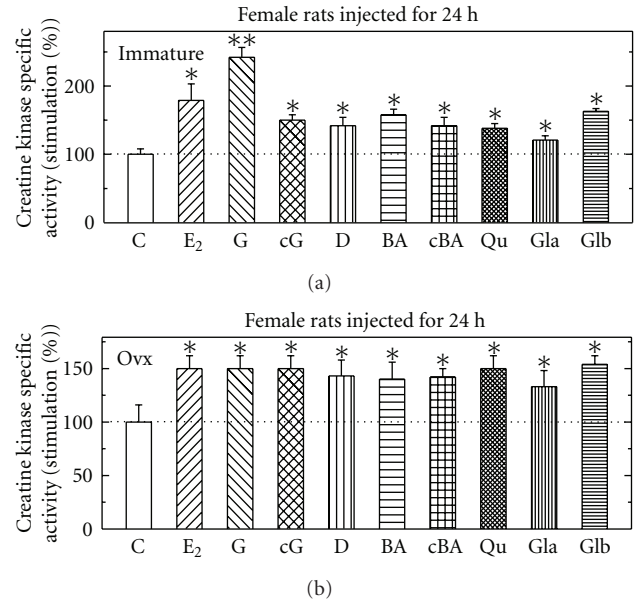 Female rats injected for 24 h
Creatine kinase specific
activity (stimulation (%))
Immature
200
100
0
* ** * * * * * * *
C E₂ G cG D BA cBA Qu Gla Glb
(a)
Female rats injected for 24 h
Creatine kinase specific
activity (stimulation (%))
Ovx
150
100
50
0
* * * * * * * * *
C E₂ G cG D BA cBA Qu Gla Glb
(b)